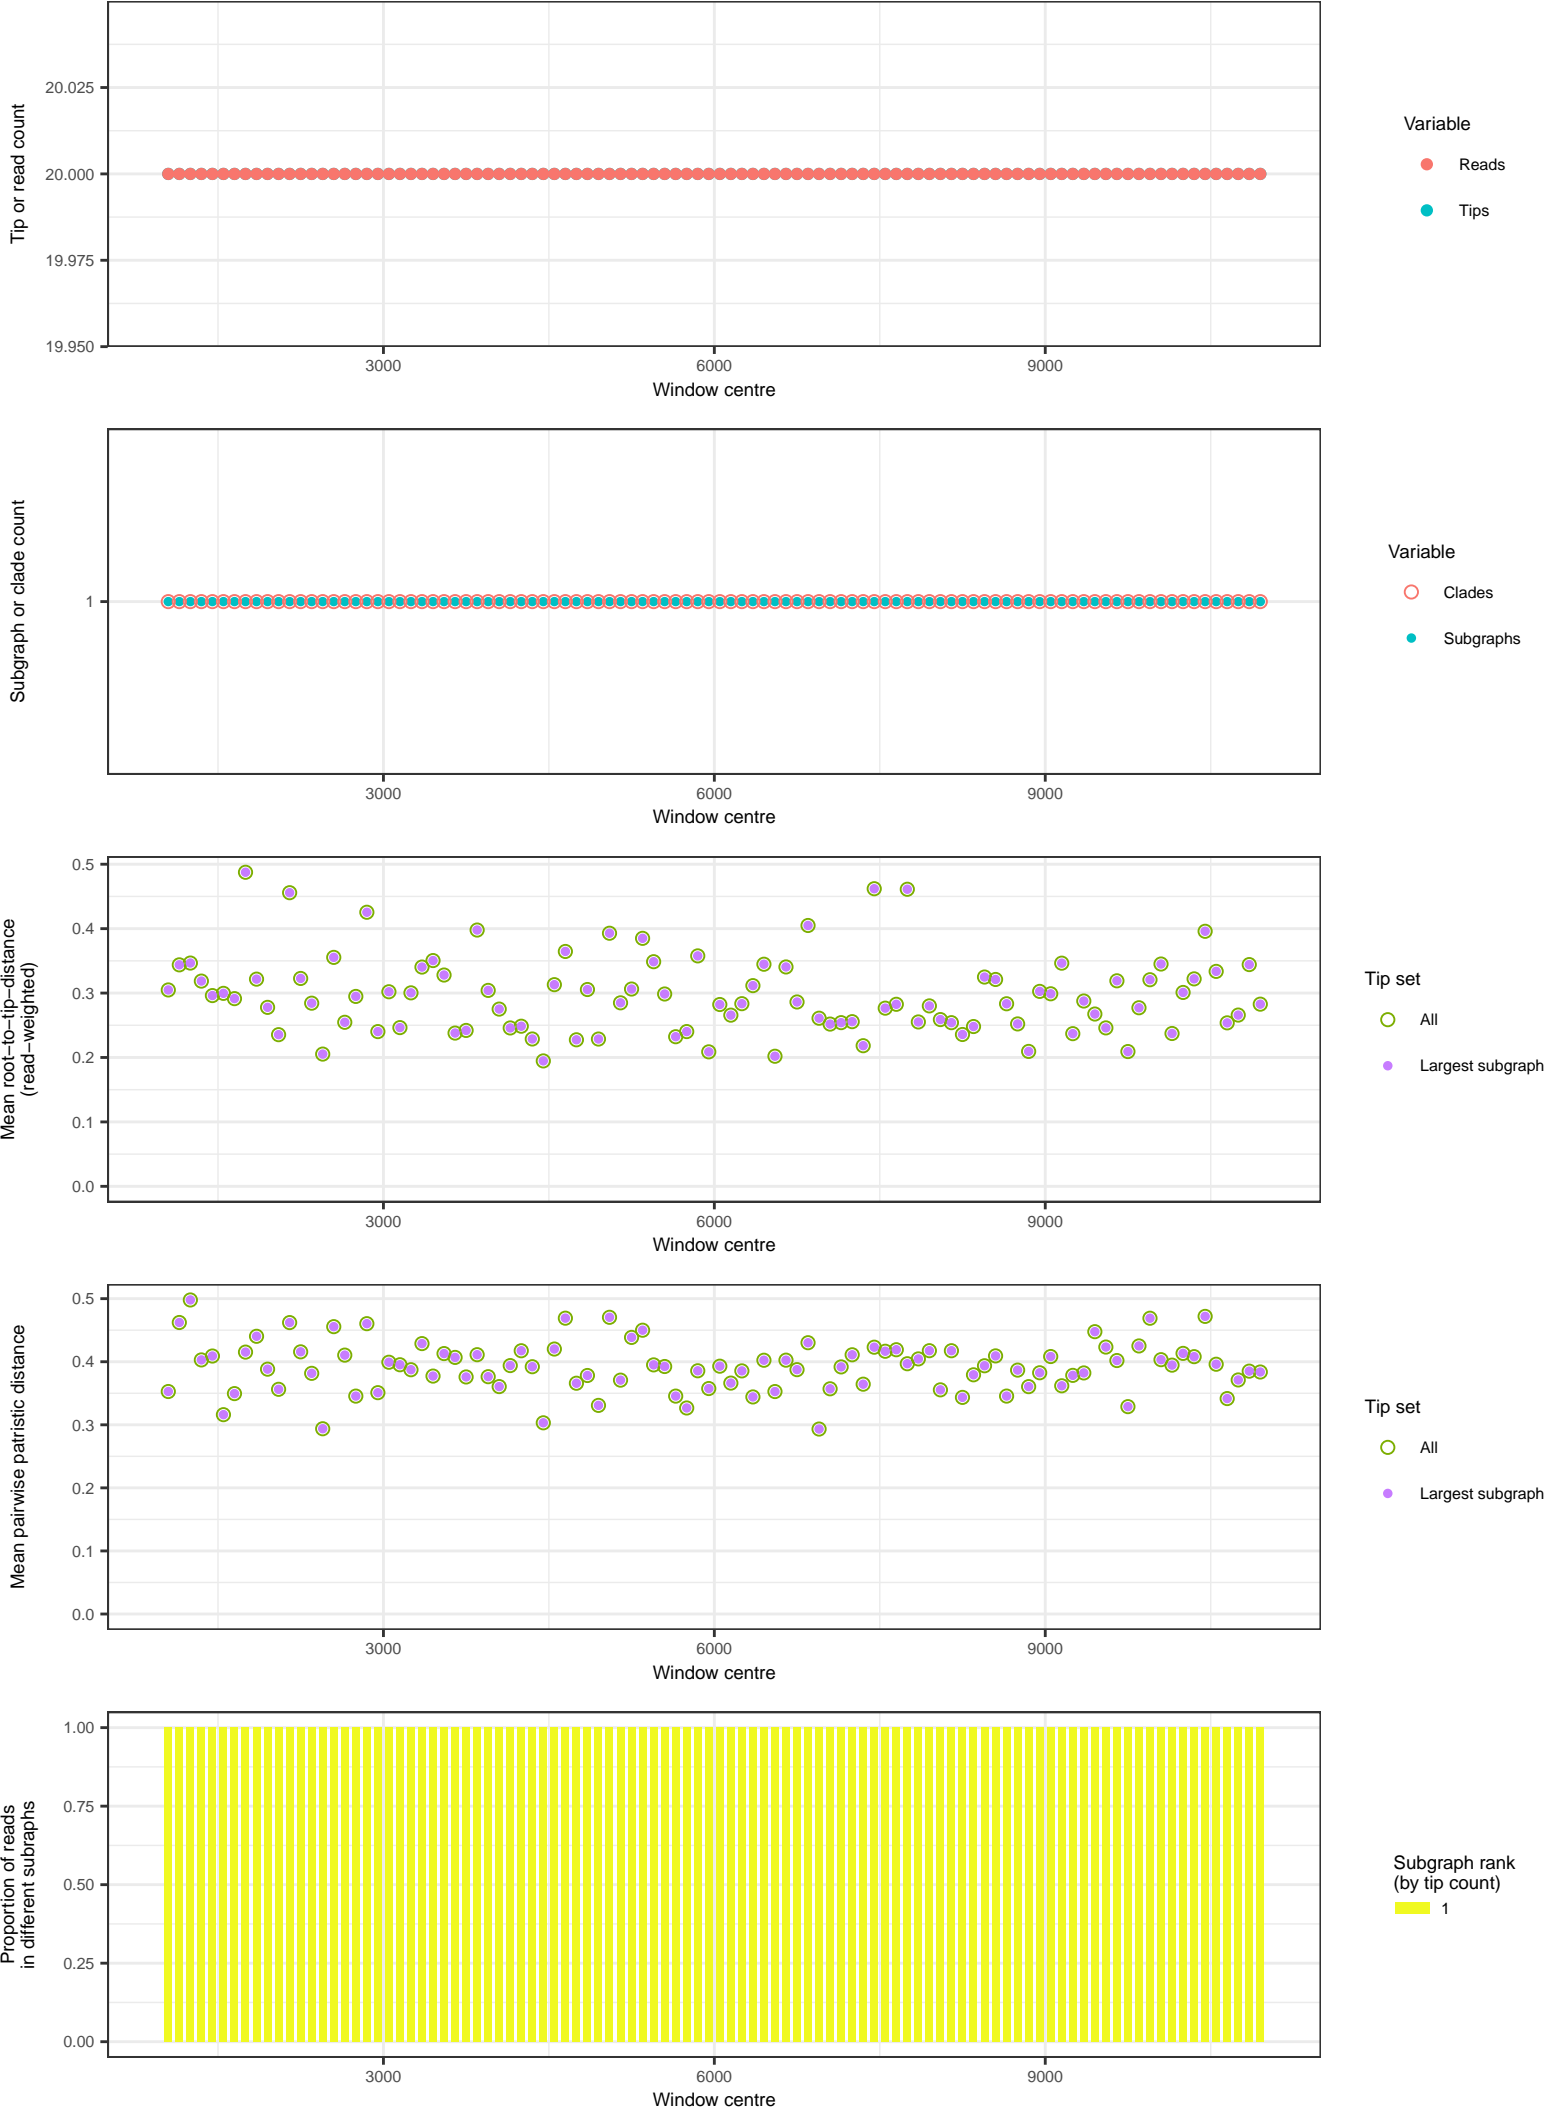 20.025
20.000
19.975
19.950
Tip or read count
3000 6000 9000
Window centre
Variable
Reads
Tips
1
Subgraph or clade count
3000 6000 9000
Window centre
Variable
Clades
Subgraphs
0.5
0.4
0.3
0.2
0.1
0.0
Mean root−to−tip−distance
(read−weighted)
3000 6000 9000
Window centre
Tip set
All
Largest subgraph
0.5
0.4
0.3
0.2
0.1
0.0
Mean pairwise patristic distance
3000 6000 9000
Window centre
Tip set
All
Largest subgraph
1.00
0.75
0.50
0.25
0.00
Proportion of reads
in different subraphs
3000 6000 9000
Window centre
Subgraph rank
(by tip count)
1